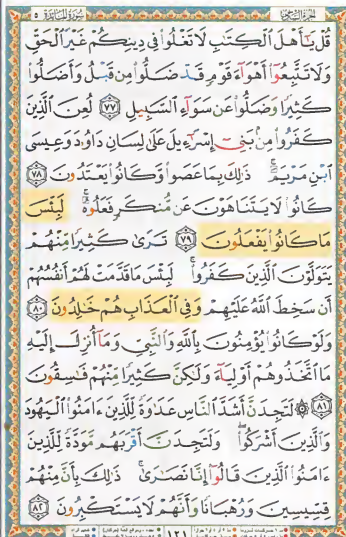 الجزء السادس سورة المائدة ٥
قُلْ يَـٰٓأَهْلَ ٱلْكِتَـٰبِ لَا تَغْلُوا۟ فِى دِينِكُمْ غَيْرَ ٱلْحَقِّ
وَلَا تَتَّبِعُوٓا۟ أَهْوَآءَ قَوْمٍ قَدْ ضَلُّوا۟ مِن قَبْلُ وَأَضَلُّوا۟
كَثِيرًا وَضَلُّوا۟ عَن سَوَآءِ ٱلسَّبِيلِ ٧٧ لُعِنَ ٱلَّذِينَ
كَفَرُوا۟ مِنۢ بَنِىٓ إِسْرَٰٓءِيلَ عَلَىٰ لِسَانِ دَاوُۥدَ وَعِيسَى
ٱبْنِ مَرْيَمَ ۚ ذَٰلِكَ بِمَا عَصَوا۟ وَّكَانُوا۟ يَعْتَدُونَ ٧٨
كَانُوا۟ لَا يَتَنَاهَوْنَ عَن مُّنكَرٍ فَعَلُوهُ ۚ لَبِئْسَ
مَا كَانُوا۟ يَفْعَلُونَ ٧٩ تَرَىٰ كَثِيرًا مِّنْهُمْ
يَتَوَلَّوْنَ ٱلَّذِينَ كَفَرُوا۟ ۚ لَبِئْسَ مَا قَدَّمَتْ لَهُمْ أَنفُسُهُمْ
أَن سَخِطَ ٱللَّهُ عَلَيْهِمْ وَفِى ٱلْعَذَابِ هُمْ خَـٰلِدُونَ ٨٠
وَلَوْ كَانُوا۟ يُؤْمِنُونَ بِٱللَّهِ وَٱلنَّبِىِّ وَمَآ أُنزِلَ إِلَيْهِ
مَا ٱتَّخَذُوهُمْ أَوْلِيَآءَ وَلَـٰكِنَّ كَثِيرًا مِّنْهُمْ فَـٰسِقُونَ
٨١ ۞ لَتَجِدَنَّ أَشَدَّ ٱلنَّاسِ عَدَٰوَةً لِّلَّذِينَ ءَامَنُوا۟ ٱلْيَهُودَ
وَٱلَّذِينَ أَشْرَكُوا۟ ۖ وَلَتَجِدَنَّ أَقْرَبَهُم مَّوَدَّةً لِّلَّذِينَ
ءَامَنُوا۟ ٱلَّذِينَ قَالُوٓا۟ إِنَّا نَصَـٰرَىٰ ۚ ذَٰلِكَ بِأَنَّ مِنْهُمْ
قِسِّيسِينَ وَرُهْبَانًا وَأَنَّهُمْ لَا يَسْتَكْبِرُونَ ٨٢
١٢١